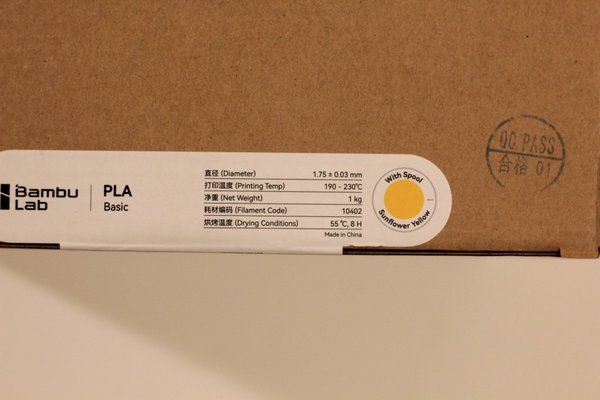 Bambu
Lab
PLA
Basic
直径 (Diameter) 1.75 ± 0.03 mm
打印温度 (Printing Temp) 190 - 230℃
净重 (Net Weight) 1 kg
耗材编码 (Filament Code) 10402
烘烤温度 (Drying Conditions) 55 ℃, 8 H
Made in China
With Spool
Sunflower Yellow
QC PASS
合格 01